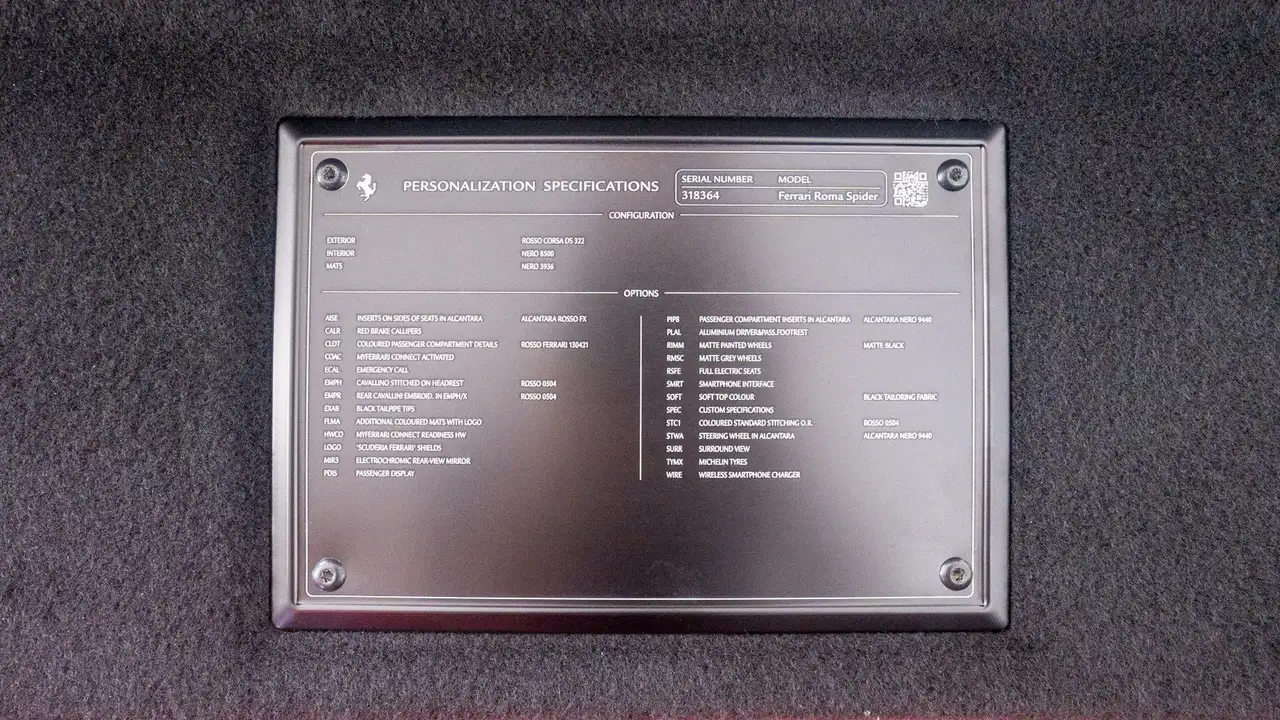 PERSONALIZATION SPECIFICATIONS
SERIAL NUMBER MODEL
318364 Ferrari Roma Spider
CONFIGURATION
EXTERIOR ROSSO CORSA DS 322
INTERIOR NERO 8500
MATS NERO 3936
OPTIONS
AISE INSERTS ON SIDES OF SEATS IN ALCANTARA ALCANTARA ROSSO FX
CALR RED BRAKE CALLIPERS
CLDT COLOURED PASSENGER COMPARTMENT DETAILS ROSSO FERRARI 130421
COAC MYFERRARI CONNECT ACTIVATED
ECAL EMERGENCY CALL
EMPH CAVALLINO STITCHED ON HEADREST ROSSO 0504
EMPR REAR CAVALLINI EMBROID. IN EMPH/X ROSSO 0504
EXAB BLACK TAILPIPE TIPS
FLMA ADDITIONAL COLOURED MATS WITH LOGO
HWCO MYFERRARI CONNECT READINESS HW
LOGO 'SCUDERIA FERRARI' SHIELDS
MIR3 ELECTROCHROMIC REAR-VIEW MIRROR
PDIS PASSENGER DISPLAY
PIP8 PASSENGER COMPARTMENT INSERTS IN ALCANTARA ALCANTARA NERO 9440
PLAL ALUMINIUM DRIVER&PASS.FOOTREST
RIMM MATTE PAINTED WHEELS MATTE BLACK
RMSC MATTE GREY WHEELS
RSFE FULL ELECTRIC SEATS
SMRT SMARTPHONE INTERFACE
SOFT SOFT TOP COLOUR BLACK TAILORING FABRIC
SPEC CUSTOM SPECIFICATIONS
STC1 COLOURED STANDARD STITCHING O.R. ROSSO 0504
STWA STEERING WHEEL IN ALCANTARA ALCANTARA NERO 9440
SURR SURROUND VIEW
TYMX MICHELIN TYRES
WIRE WIRELESS SMARTPHONE CHARGER